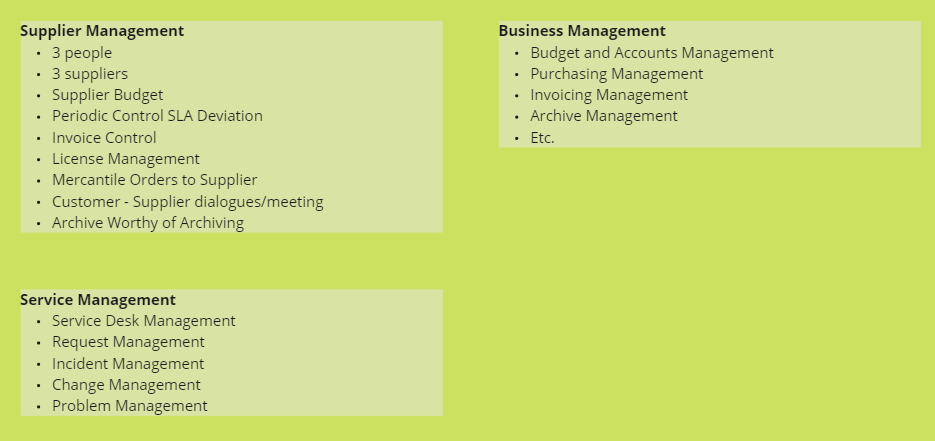 Supplier Management
• 3 people
• 3 suppliers
• Supplier Budget
• Periodic Control SLA Deviation
• Invoice Control
• License Management
• Mercantile Orders to Supplier
• Customer - Supplier dialogues/meeting
• Archive Worthy of Archiving
Business Management
• Budget and Accounts Management
• Purchasing Management
• Invoicing Management
• Archive Management
• Etc.
Service Management
• Service Desk Management
• Request Management
• Incident Management
• Change Management
• Problem Management